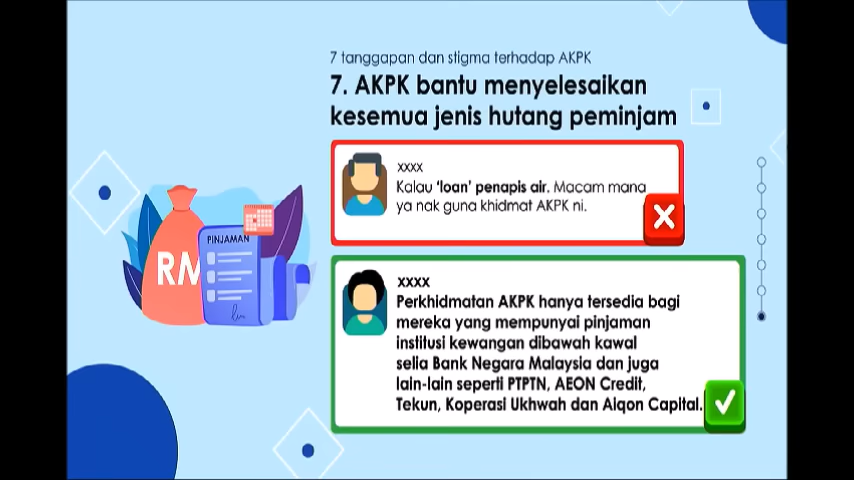 7 tanggapan dan stigma terhadap AKPK
7. AKPK bantu menyelesaikan
kesemua jenis hutang peminjam
xxxx
Kalau ‘loan’ penapis air. Macam mana
ya nak guna khidmat AKPK ni.
RM
PINJAMAN
xxxx
Perkhidmatan AKPK hanya tersedia bagi
mereka yang mempunyai pinjaman
institusi kewangan dibawah kawal
selia Bank Negara Malaysia dan juga
lain-lain seperti PTPTN, AEON Credit,
Tekun, Koperasi Ukhwah dan Alqon Capital.